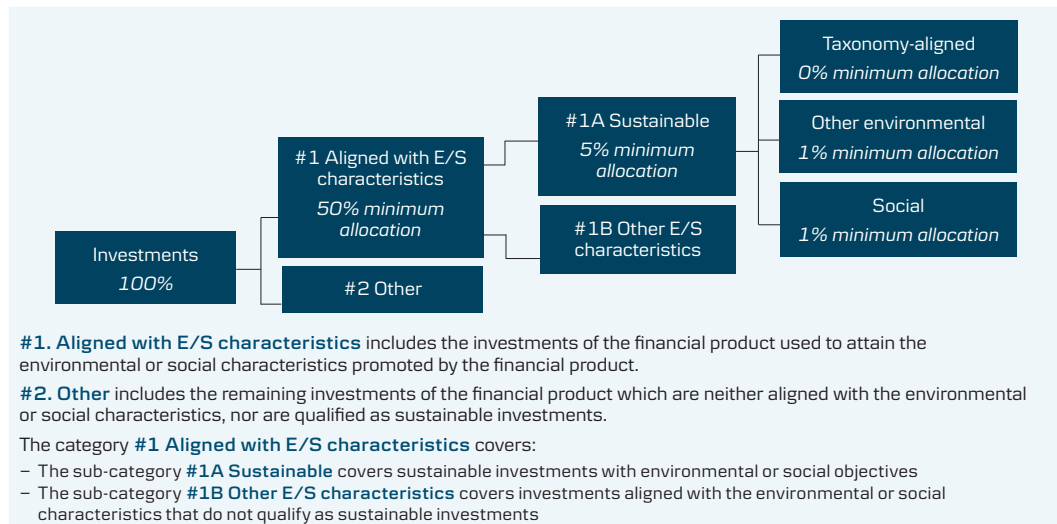 Investments
100%
#1 Aligned with E/S
characteristics
50% minimum
allocation
#2 Other
#1A Sustainable
5% minimum
allocation
#1B Other E/S
characteristics
Taxonomy-aligned
0% minimum allocation
Other environmental
1% minimum allocation
Social
1% minimum allocation
#1. Aligned with E/S characteristics includes the investments of the financial product used to attain the
environmental or social characteristics promoted by the financial product.
#2. Other includes the remaining investments of the financial product which are neither aligned with the environmental
or social characteristics, nor are qualified as sustainable investments.
The category #1 Aligned with E/S characteristics covers:
– The sub-category #1A Sustainable covers sustainable investments with environmental or social objectives
– The sub-category #1B Other E/S characteristics covers investments aligned with the environmental or social
characteristics that do not qualify as sustainable investments